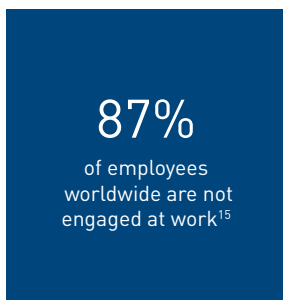 87%
of employees
worldwide are not
engaged at work¹⁵